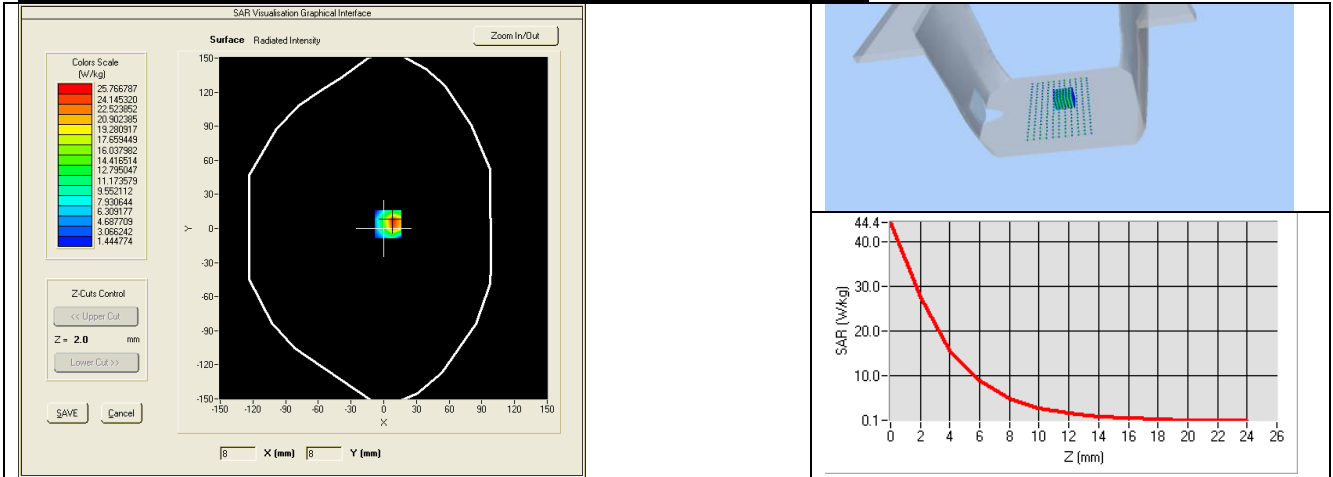 SAR Visualisation Graphical Interface
Surface Radiated Intensity
Zoom In/Out
Colors Scale
(W/kg)
25.766787
24.145320
22.523852
20.902385
19.280917
17.659449
16.037982
14.416514
12.795047
11.173579
9.552112
7.930644
6.309177
4.687709
3.066242
1.444774
Z-Cuts Control
<< Upper Cut
Z = 2.0 mm
Lower Cut >>
SAVE Cancel
150
120
90
60
30
0
-30
-60
-90
-120
-150
Y
-150 -120 -90 -60 -30 0 30 60 90 120 150
X
8 X (mm) 8 Y (mm)
44.4
40.0
30.0
20.0
10.0
0.1
SAR (W/kg)
0 2 4 6 8 10 12 14 16 18 20 22 24 26
Z (mm)